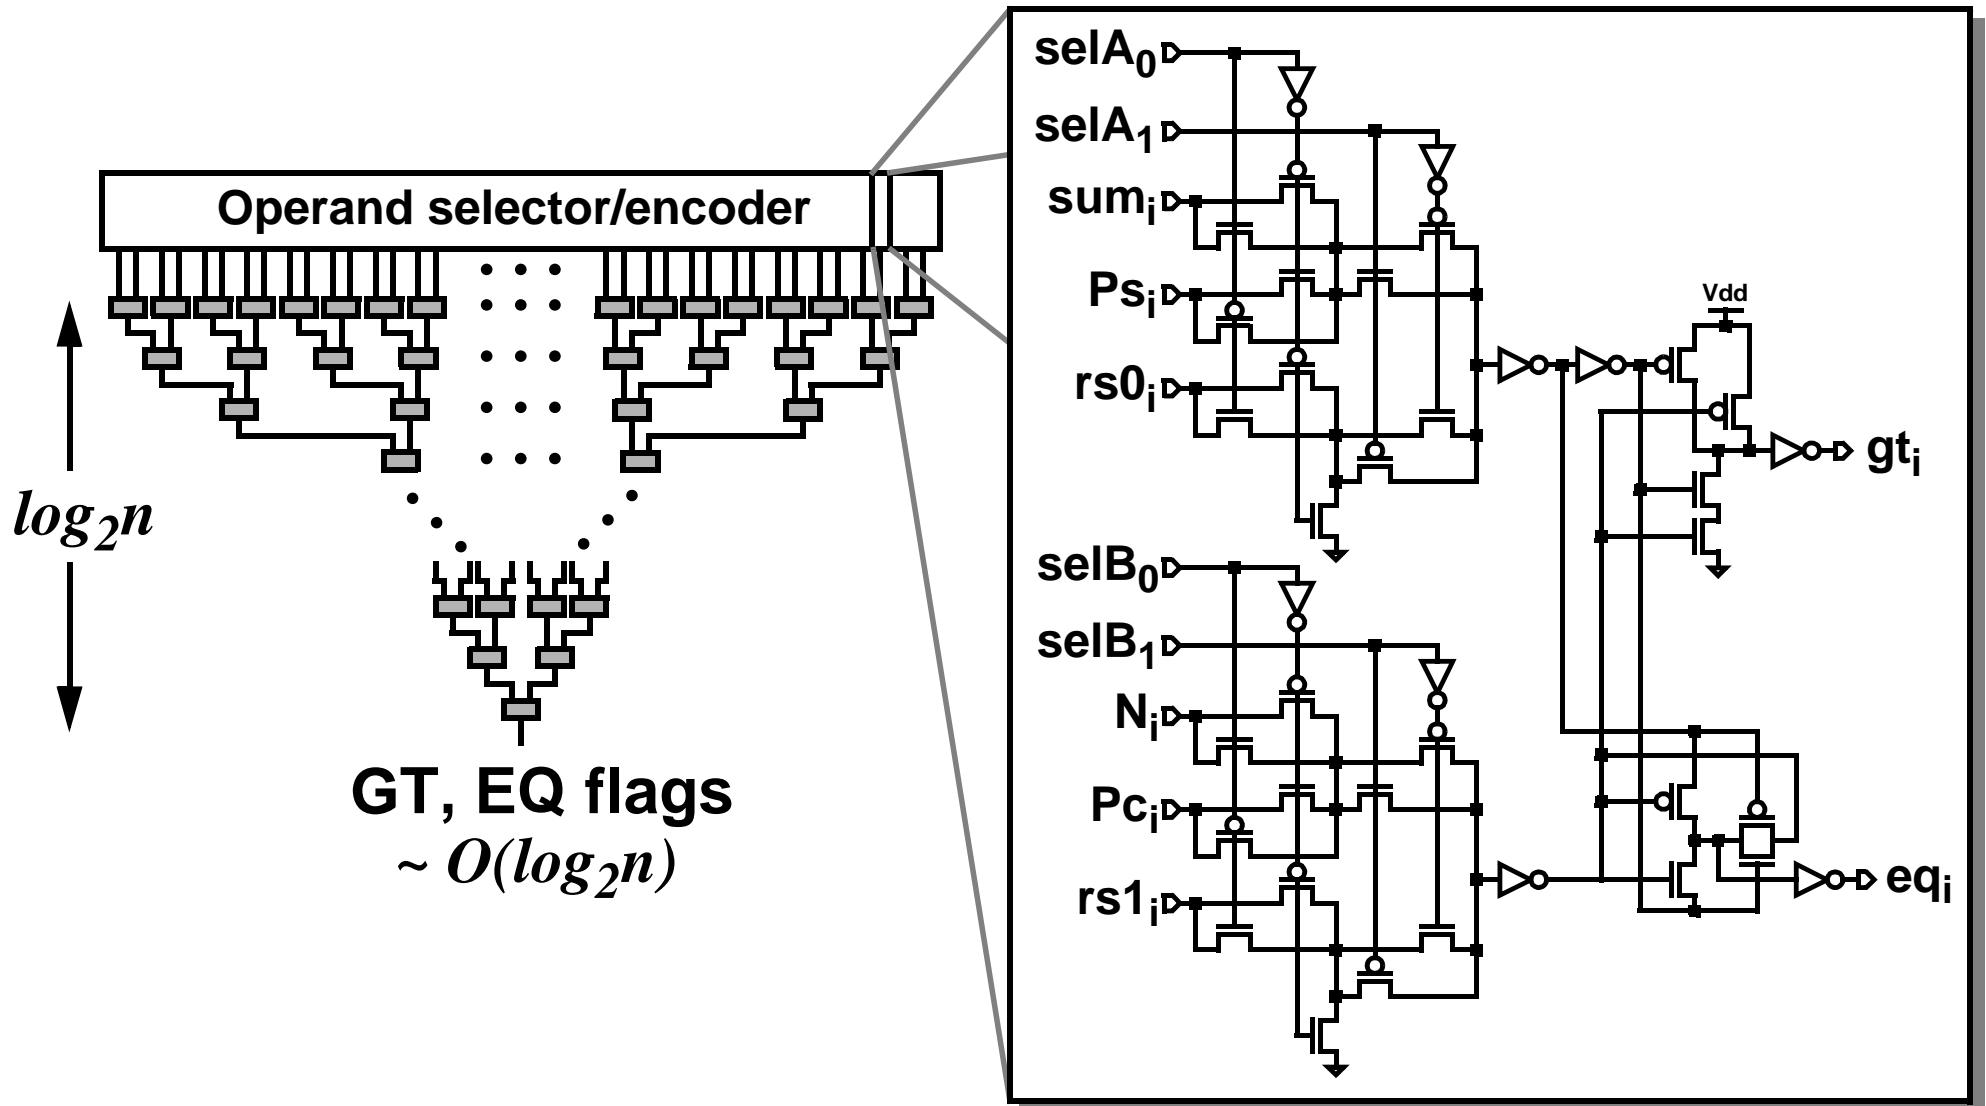 Operand selector/encoder
log2n
GT, EQ flags
~ O(log2n)
selA0
selA1
sumi
Psi
rs0i
selB0
selB1
Ni
Pci
rs1i
Vdd
gti
eqi